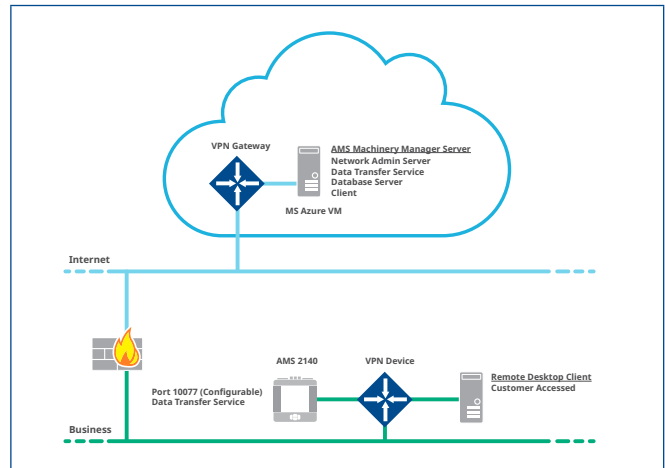 VPN Gateway
AMS Machinery Manager Server
Network Admin Server
Data Transfer Service
Database Server
Client
MS Azure VM
Internet
AMS 2140
VPN Device
Remote Desktop Client
Customer Accessed
Port 10077 (Configurable)
Data Transfer Service
Business